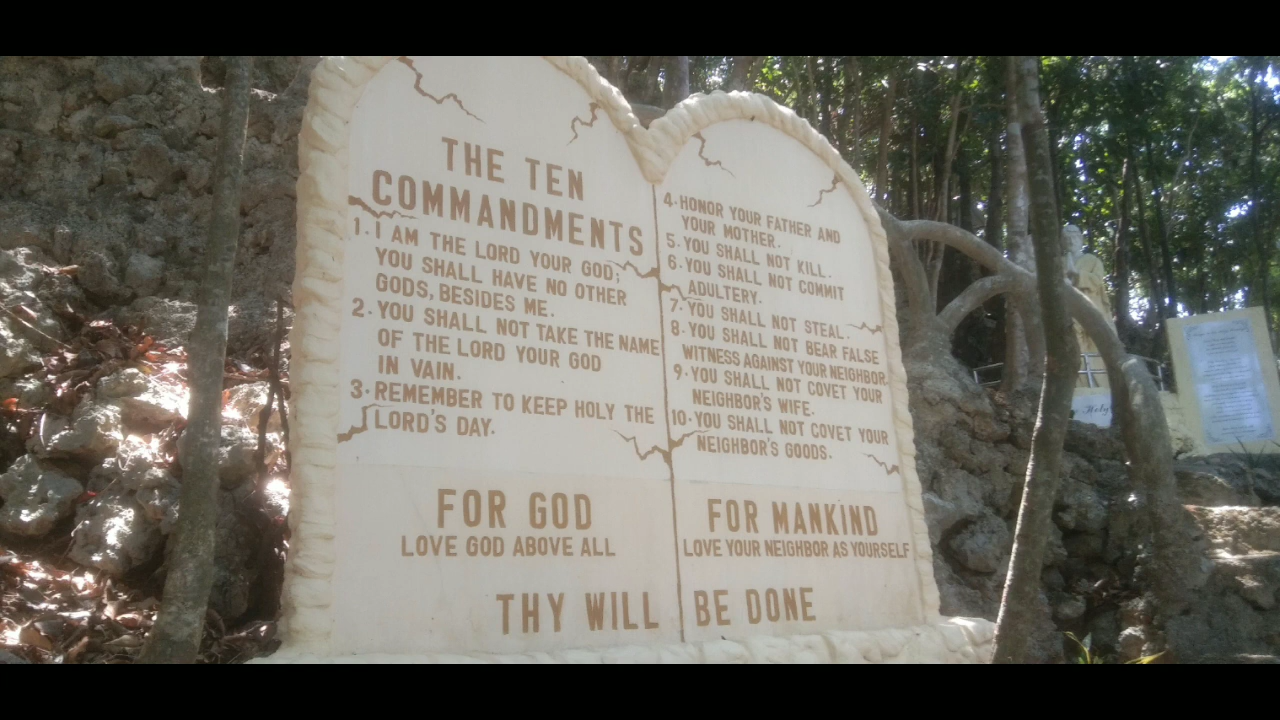 THE TEN
COMMANDMENTS
1. I AM THE LORD YOUR GOD;
YOU SHALL HAVE NO OTHER
GODS, BESIDES ME.
2. YOU SHALL NOT TAKE THE NAME
OF THE LORD YOUR GOD
IN VAIN.
3. REMEMBER TO KEEP HOLY THE
LORD'S DAY.
FOR GOD
LOVE GOD ABOVE ALL
4. HONOR YOUR FATHER AND
YOUR MOTHER.
5. YOU SHALL NOT KILL.
6. YOU SHALL NOT COMMIT
ADULTERY.
7. YOU SHALL NOT STEAL.
8. YOU SHALL NOT BEAR FALSE
WITNESS AGAINST YOUR NEIGHBOR.
9. YOU SHALL NOT COVET YOUR
NEIGHBOR'S WIFE.
10. YOU SHALL NOT COVET YOUR
NEIGHBOR'S GOODS.
FOR MANKIND
LOVE YOUR NEIGHBOR AS YOURSELF
THY WILL BE DONE
Holy